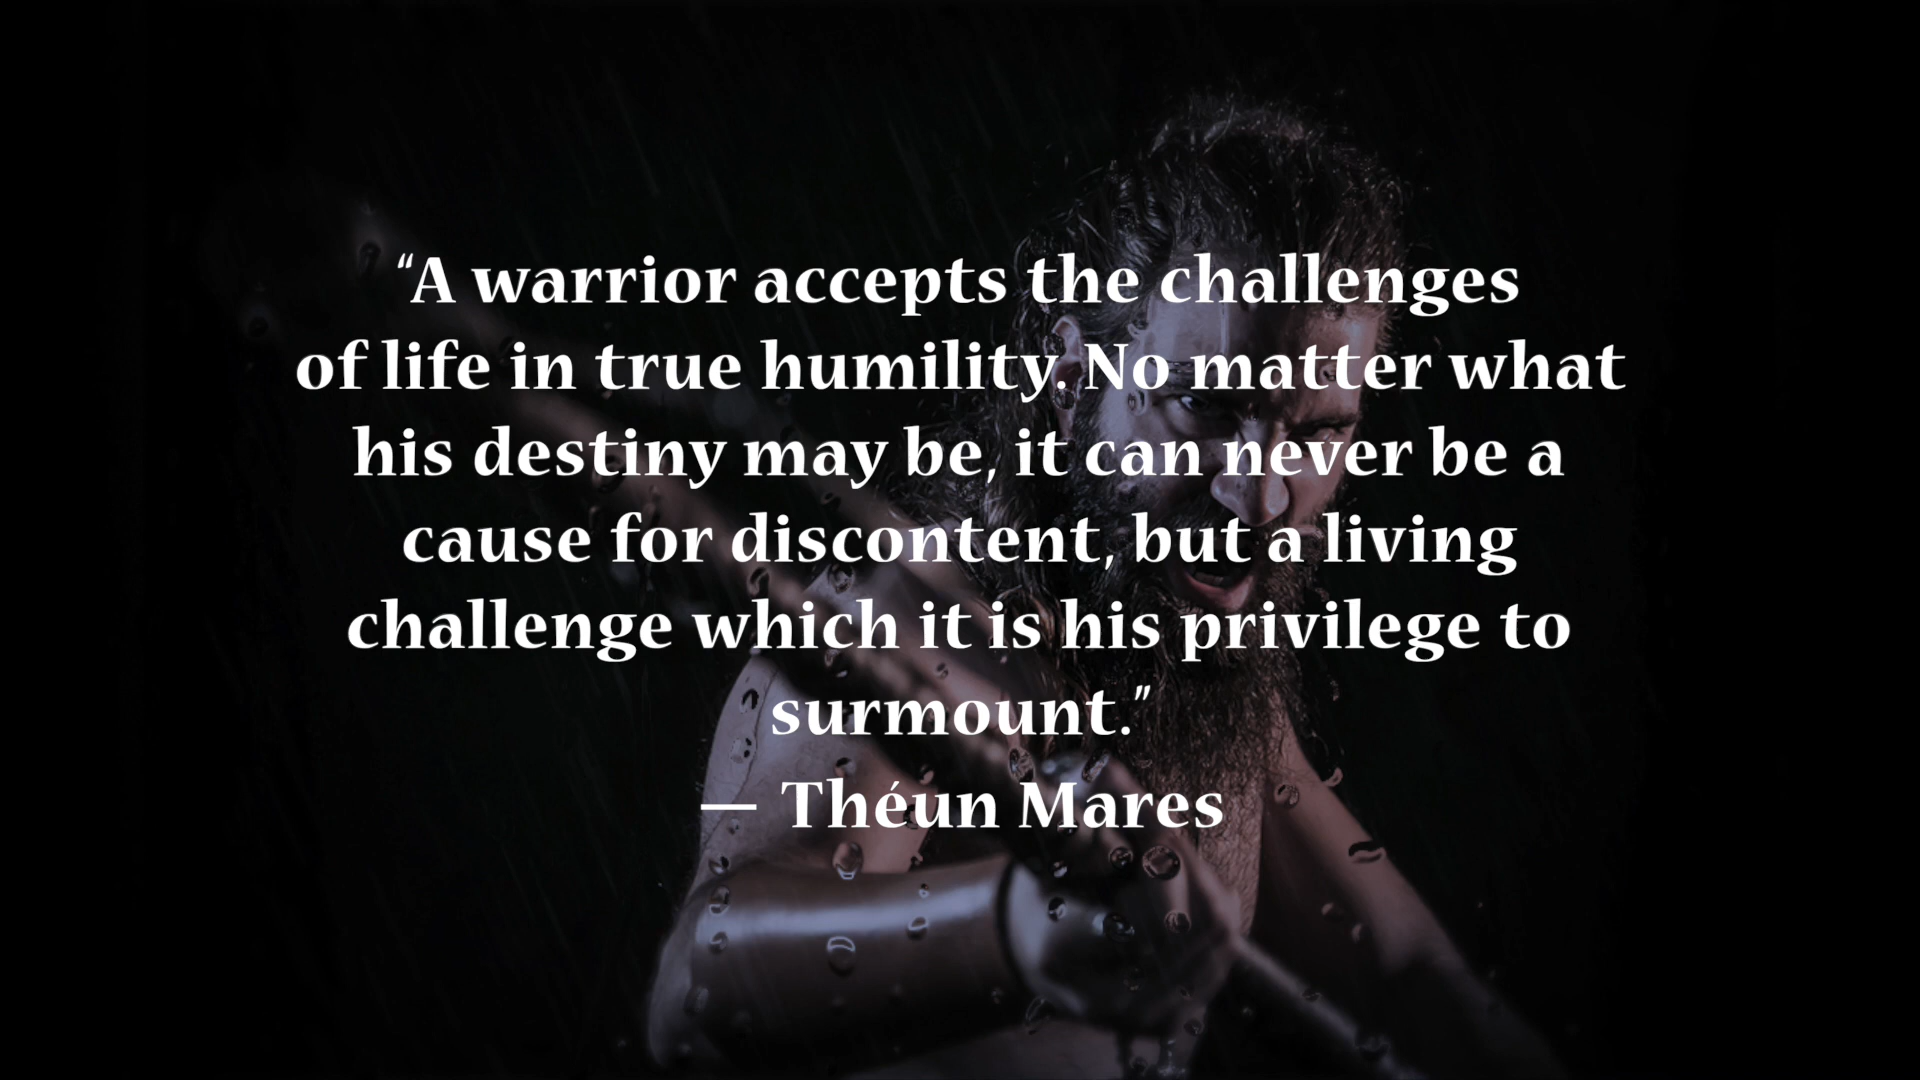 “A warrior accepts the challenges
of life in true humility. No matter what
his destiny may be, it can never be a
cause for discontent, but a living
challenge which it is his privilege to
surmount.”
— Théun Mares